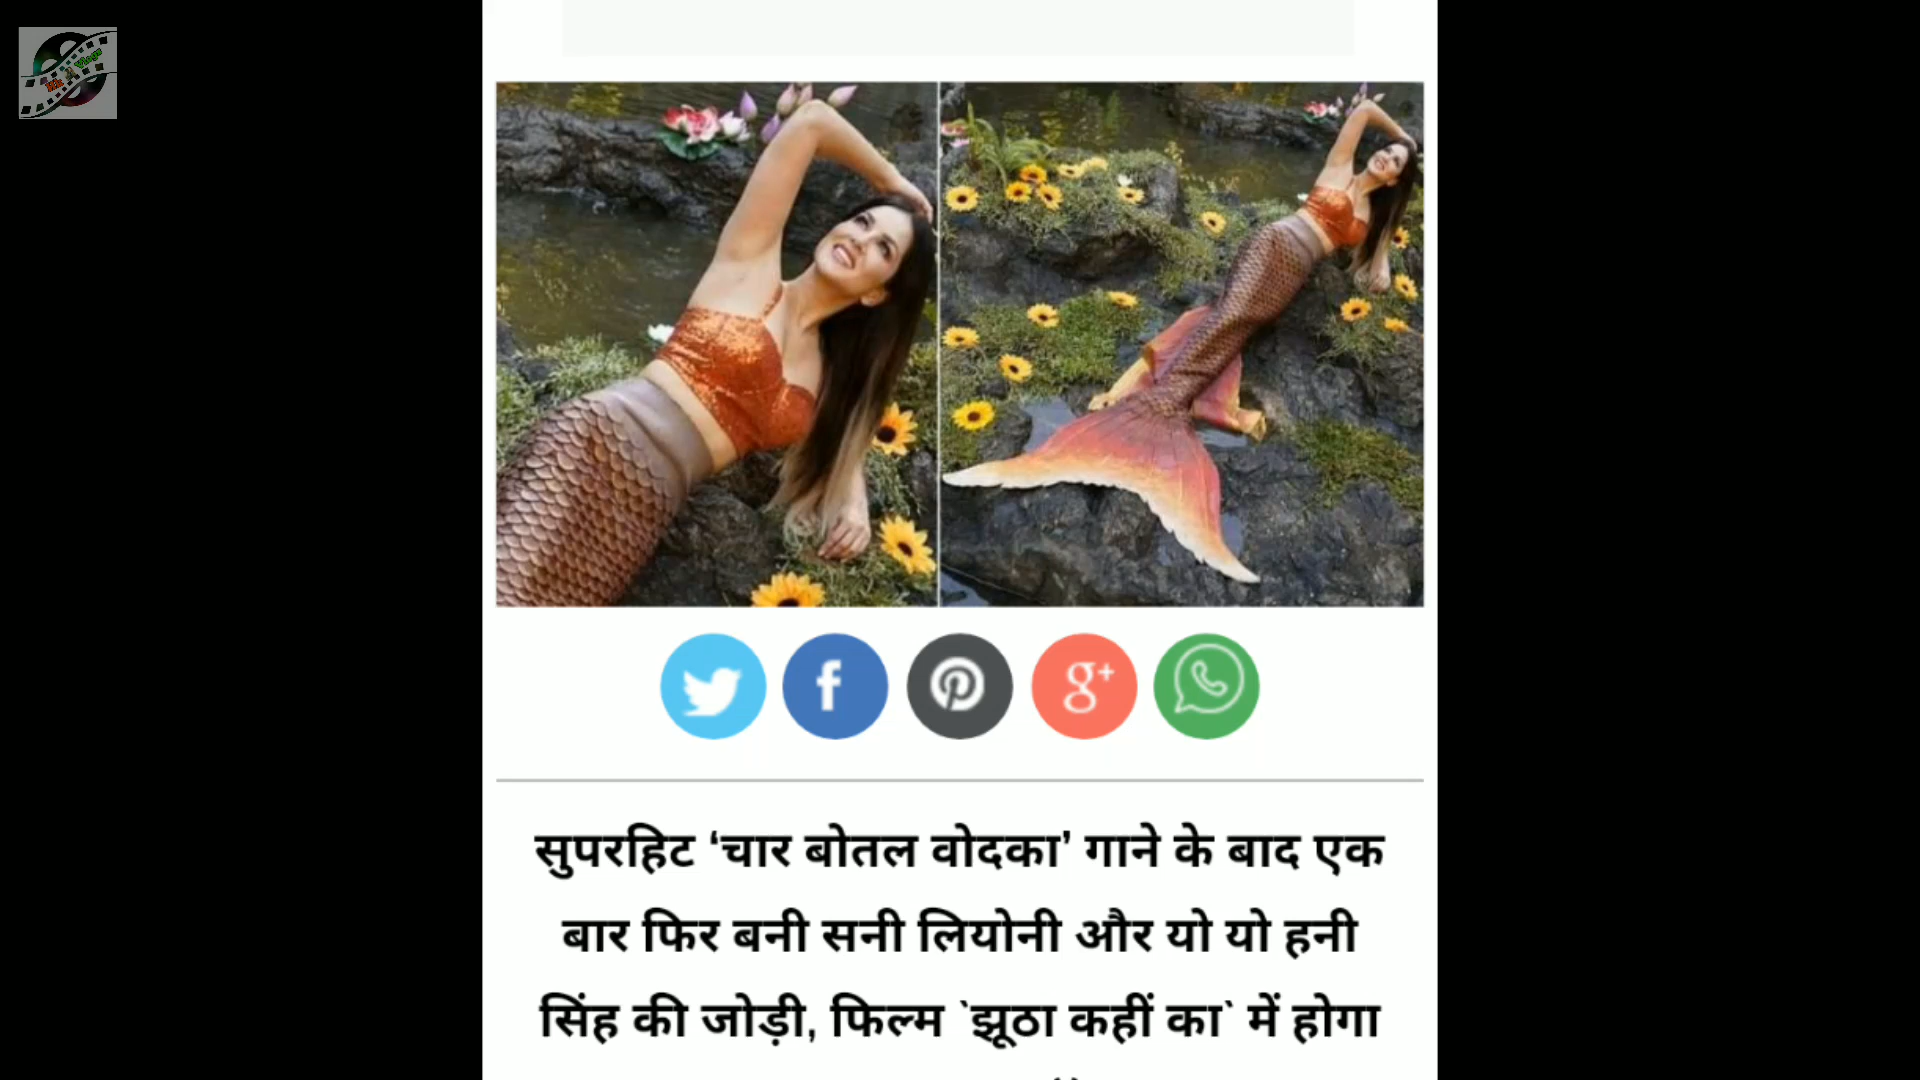 सुपरहिट ‘चार बोतल वोदका’ गाने के बाद एक
बार फिर बनी सनी लियोनी और यो यो हनी
सिंह की जोड़ी, फिल्म `झूठा कहीं का` में होगा